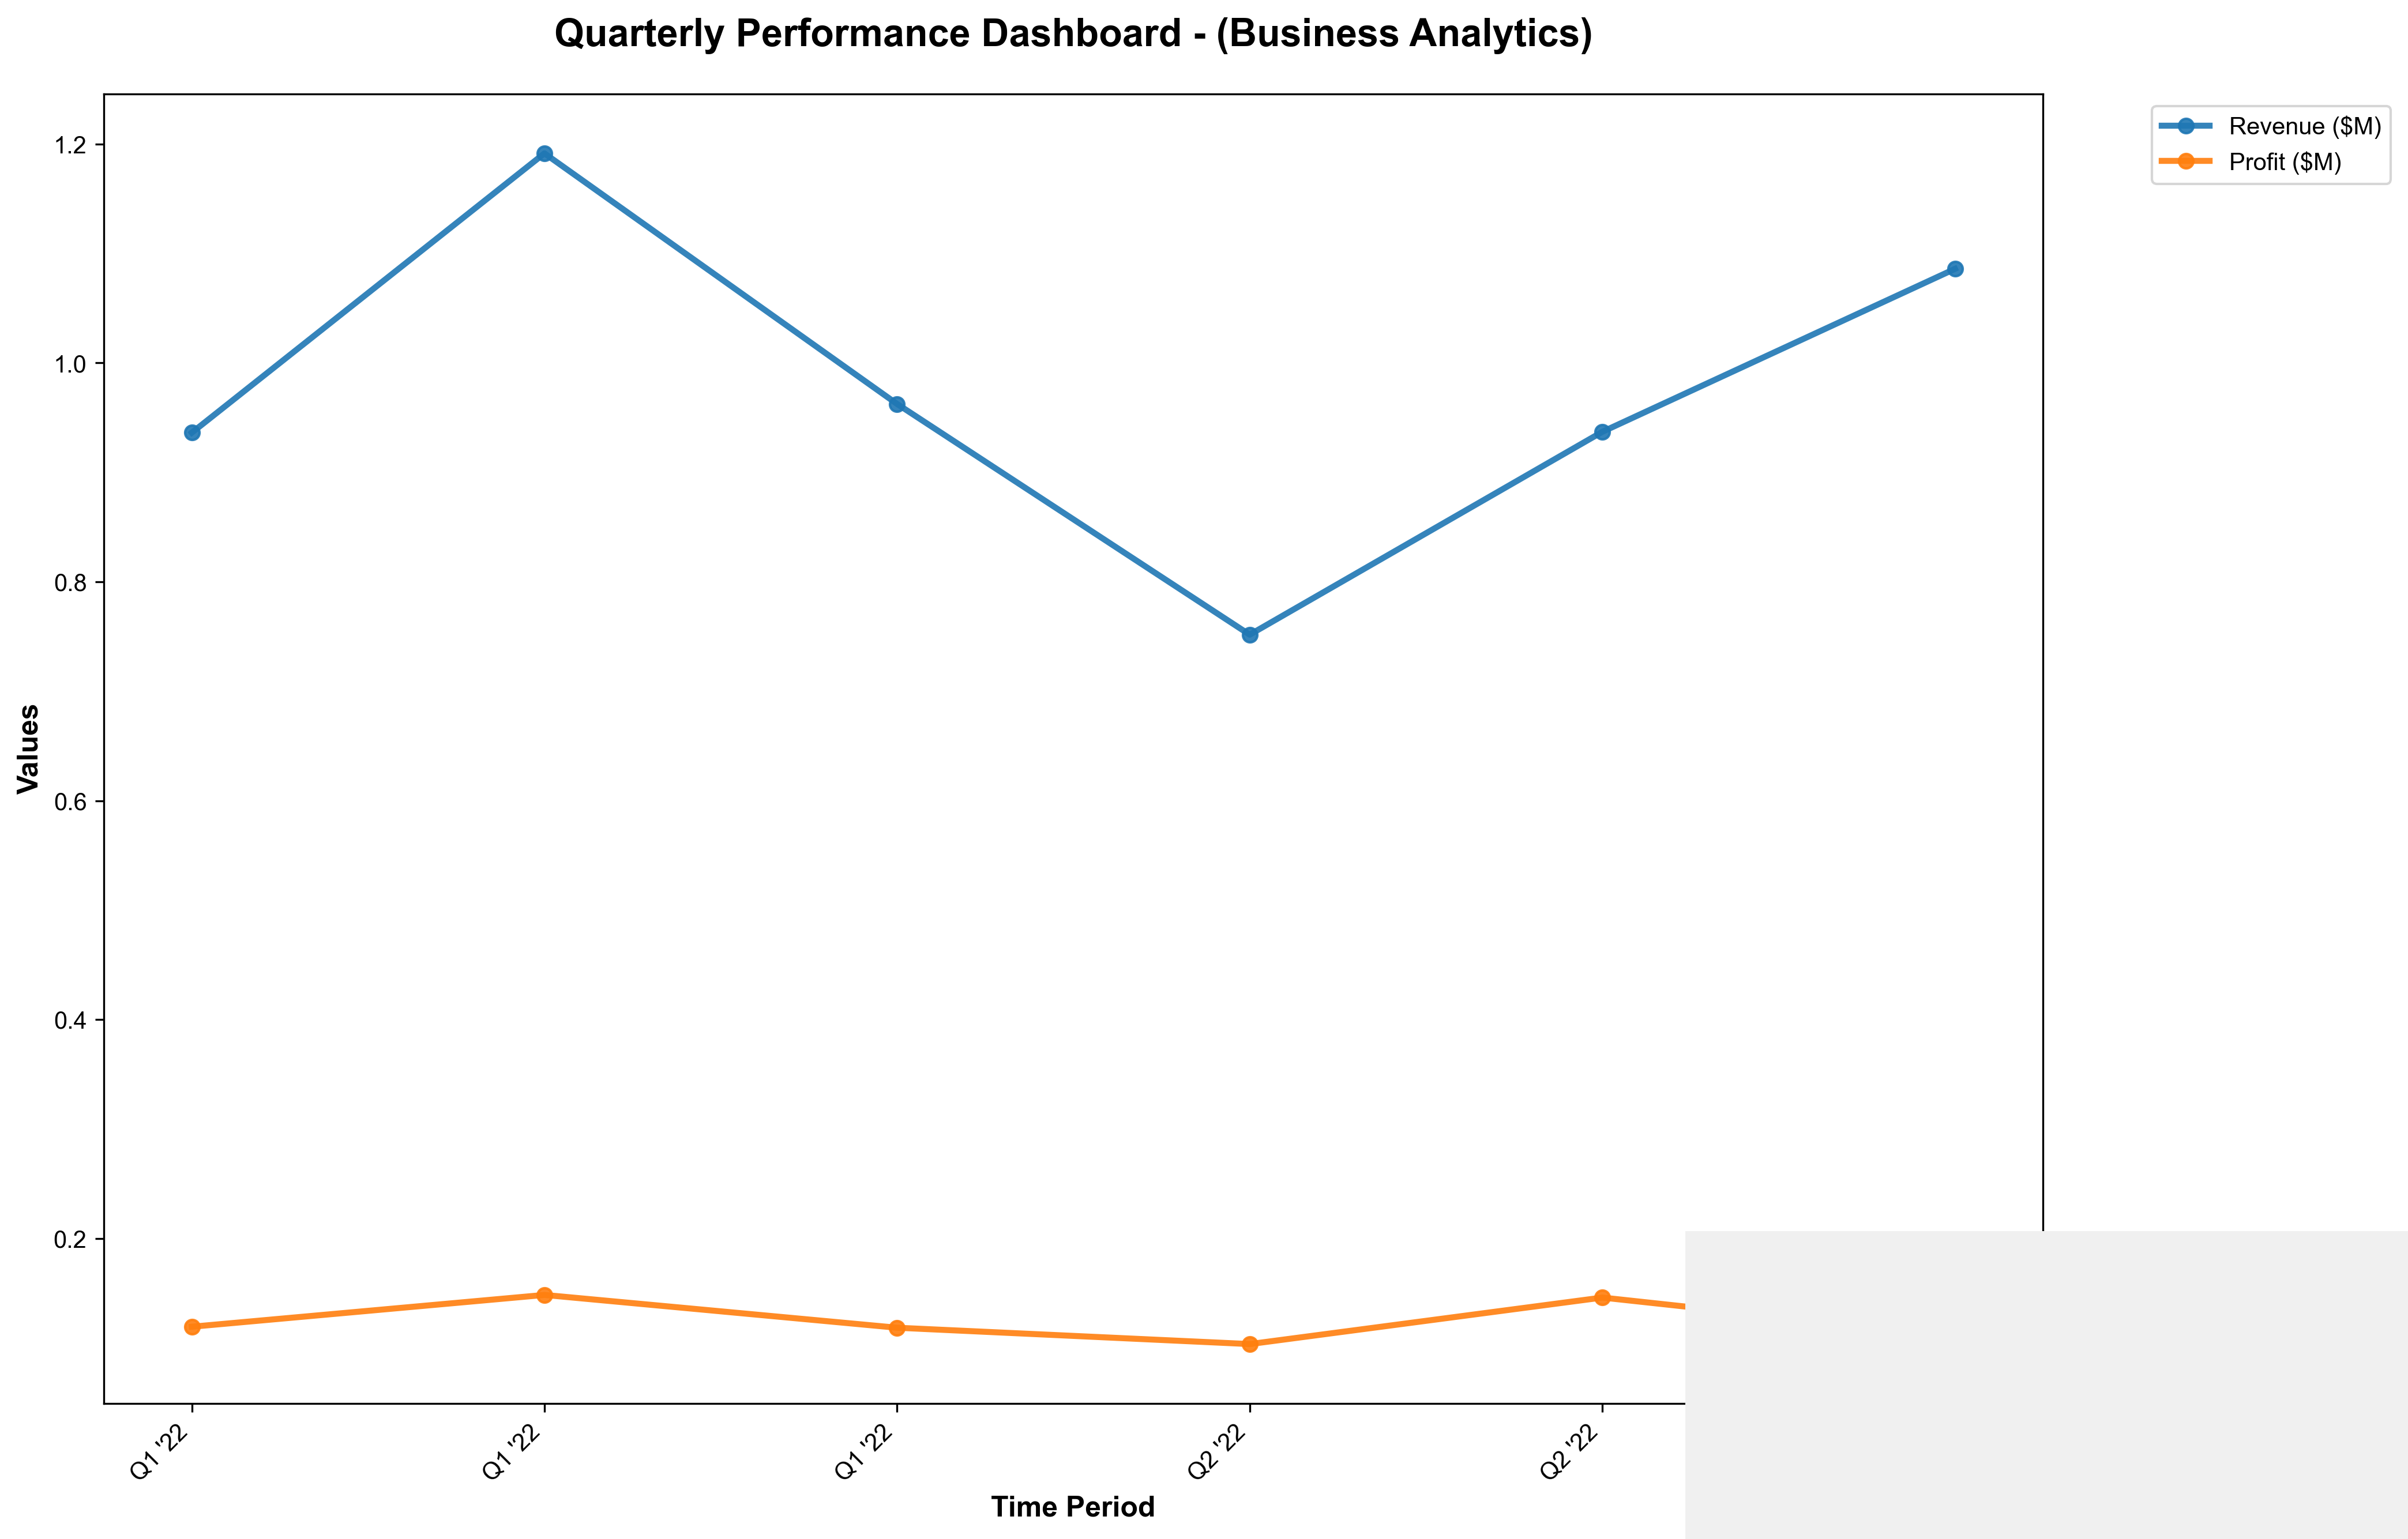 Quarterly Performance Dashboard - (Business Analytics)
Revenue ($M)
Profit ($M)
1.2
1.0
0.8
0.6
0.4
0.2
Values
Q1 '22
Q1 '22
Q1 '22
Q2 '22
Q2 '22
Time Period